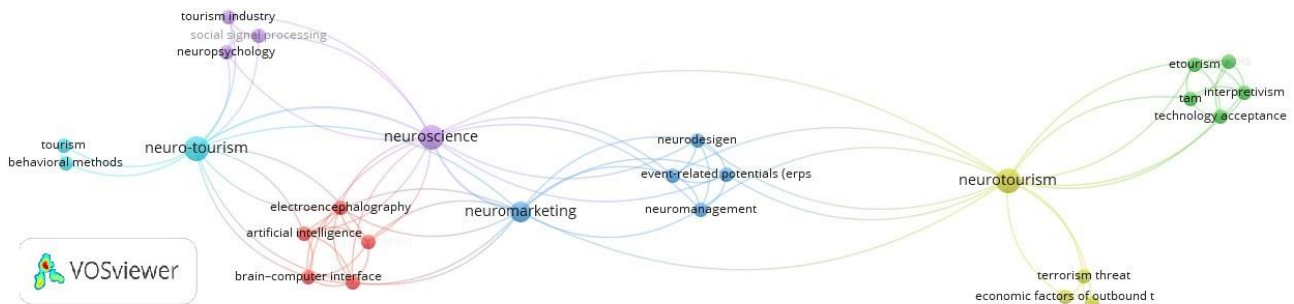 tourism industry
social signal processing
neuropsychology
neuroscience
tourism
behavioral methods
neuro-tourism
electroencephalography
artificial intelligence
brain-computer interface
neuromarketing
neurodesigen
event-related potentials (erps
neuromanagement
neurotourism
etourism
tam
interpretivism
technology acceptance
terrorism threat
economic factors of outbound t
VOSviewer